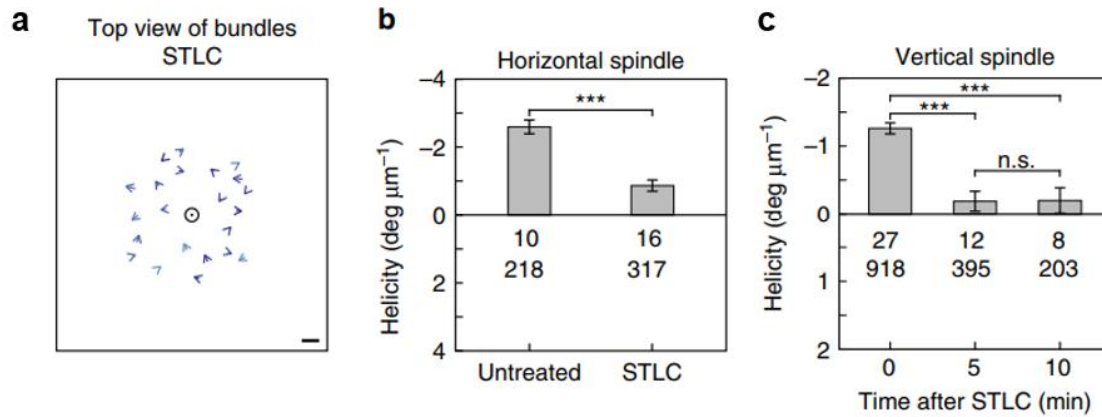 a
Top view of bundles
STLC
b
Horizontal spindle
Helicity (deg μm⁻¹)
−4
−2
0
2
4
***
10
218
16
317
Untreated
STLC
c
Vertical spindle
Helicity (deg μm⁻¹)
−2
−1
0
1
2
***
***
n.s.
27
918
12
395
8
203
0
5
10
Time after STLC (min)